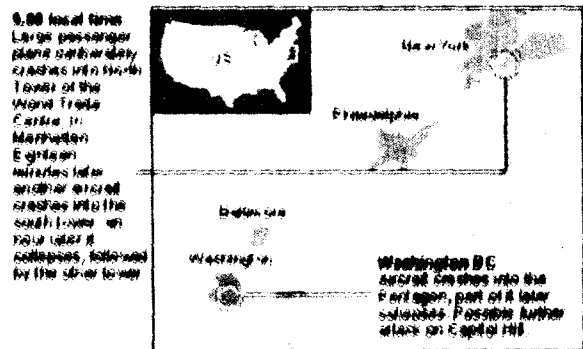 9.00 local time
Large passenger
plane deliberately
crashes into North
Tower of the
World Trade
Centre in
Manhattan
Eighteen
minutes later
another aircraft
crashes into the
south tower an
hour later it
collapses, followed
by the other tower
US
New York
Philadelphia
Baltimore
Washington
Washington DC
aircraft crashes into the
Pentagon, part of it later
collapses. Possible further
attack on Capitol Hill